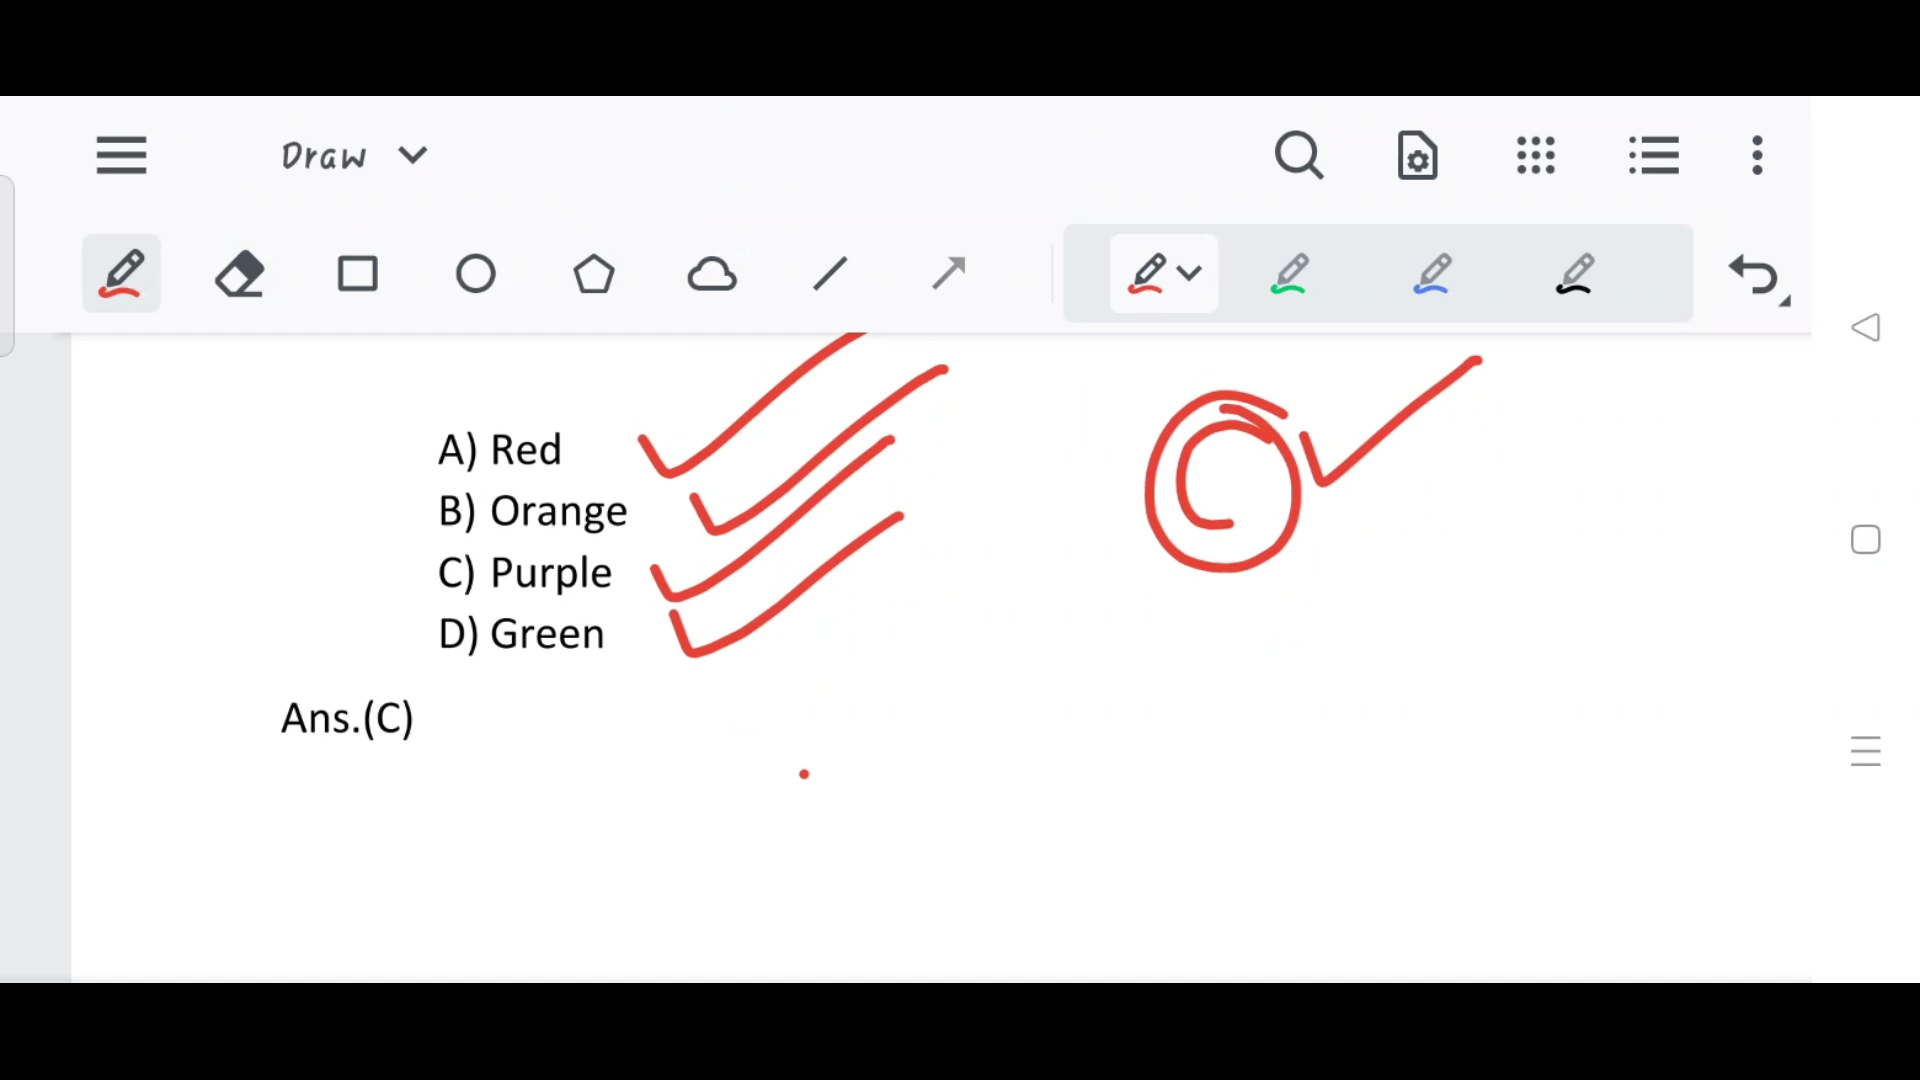 Draw
A) Red
B) Orange
C) Purple
D) Green
C
Ans.(C)